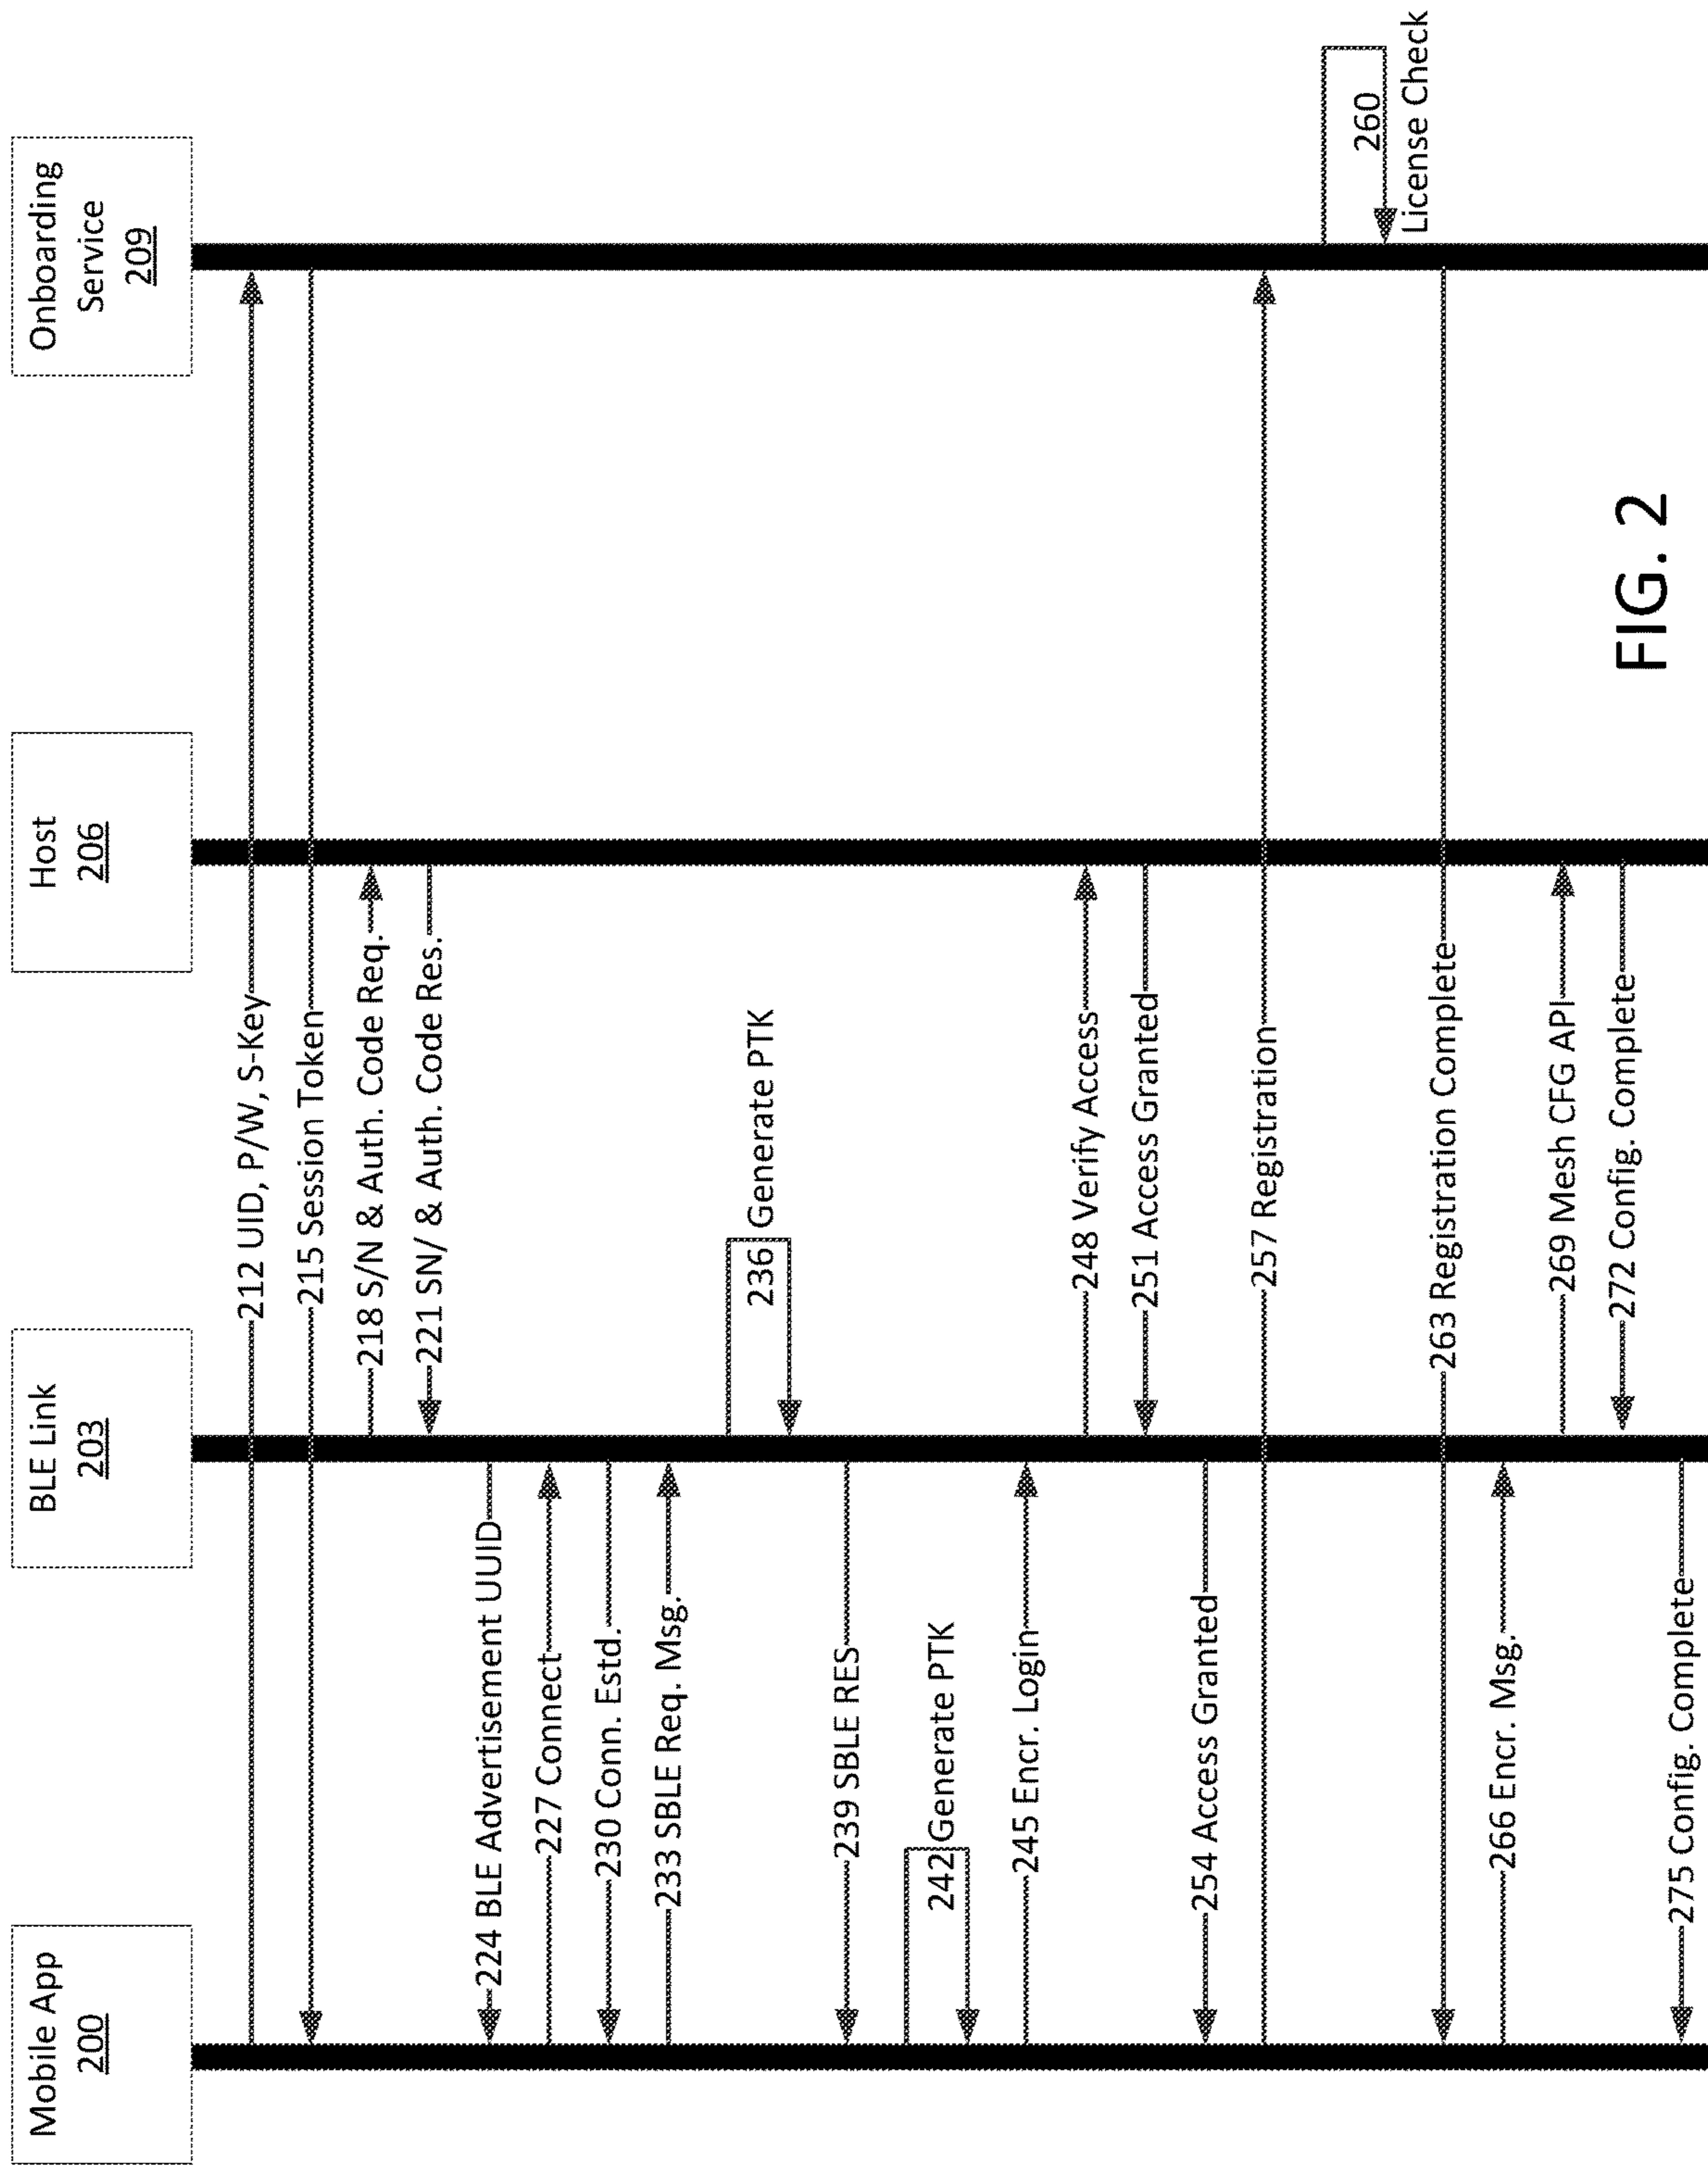 Mobile App
200
BLE Link
203
Host
206
Onboarding
Service
209
212 UID, P/W, S-Key
215 Session Token
218 S/N & Auth. Code Req.
221 SN/ & Auth. Code Res.
224 BLE Advertisement UUID
227 Connect
230 Conn. Estd.
233 SBLE Req. Msg.
236 Generate PTK
239 SBLE RES
242 Generate PTK
245 Encr. Login
248 Verify Access
251 Access Granted
254 Access Granted
257 Registration
260
License Check
263 Registration Complete
266 Encr. Msg.
269 Mesh CFG API
272 Config. Complete
275 Config. Complete
FIG. 2